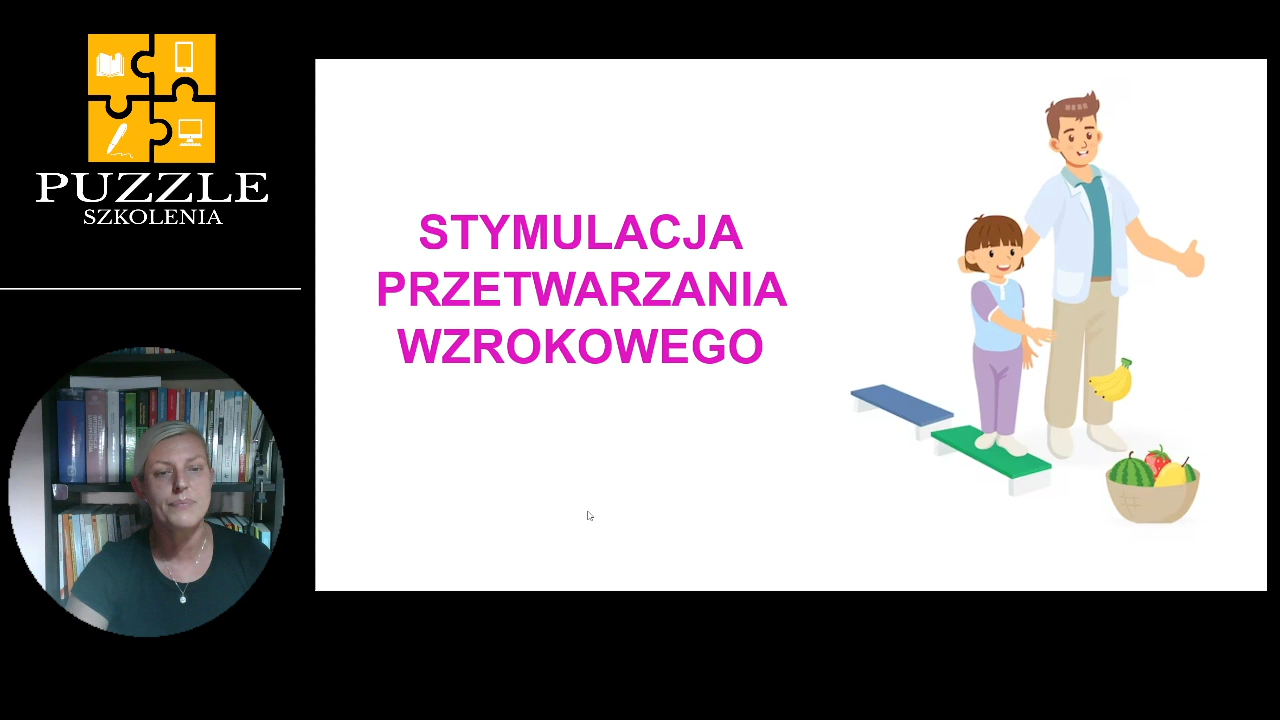 PUZZLE
SZKOLENIA
STYMULACJA
PRZETWARZANIA
WZROKOWEGO